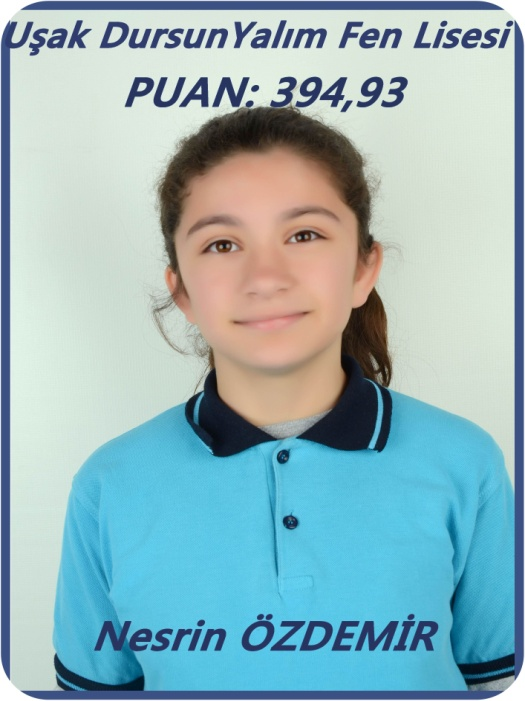 Uşak DursunYalım Fen Lisesi
PUAN: 394,93
Nesrin ÖZDEMİR